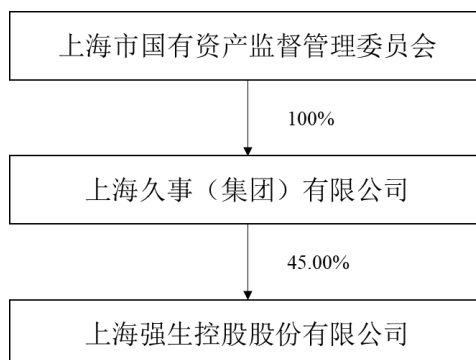 上海市国有资产监督管理委员会
100%
上海久事（集团）有限公司
45.00%
上海强生控股股份有限公司